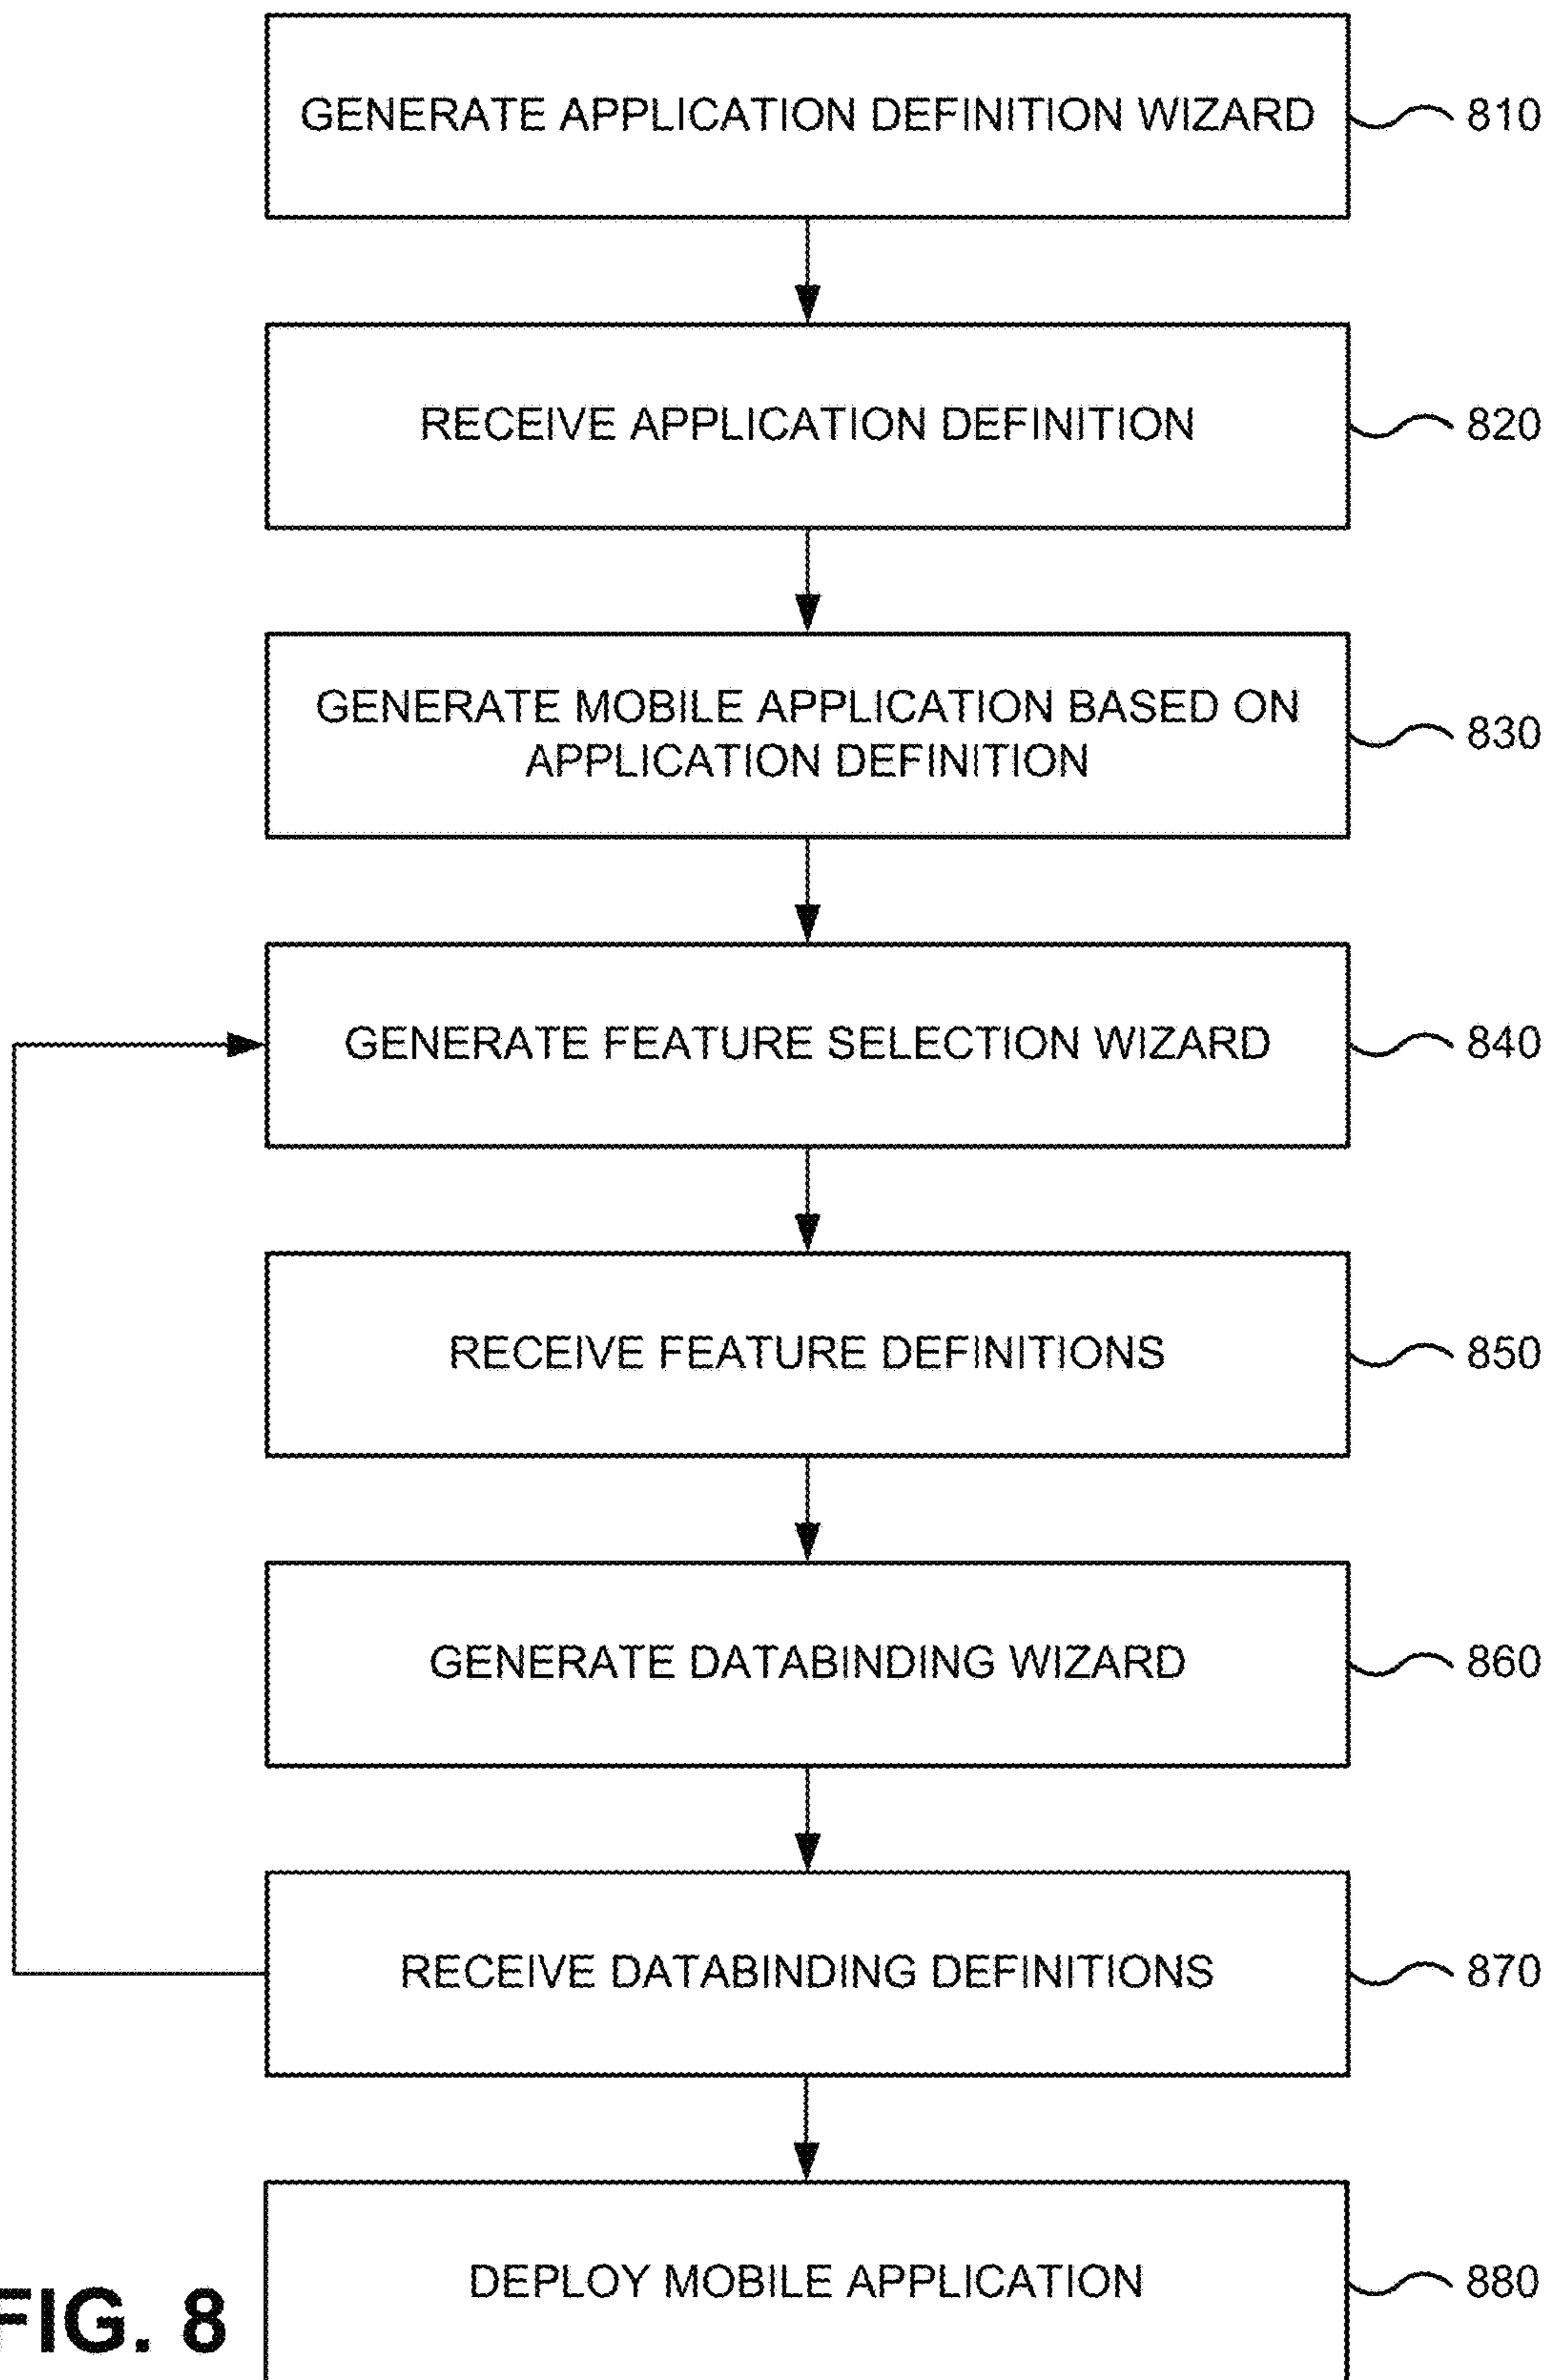 GENERATE APPLICATION DEFINITION WIZARD
810
RECEIVE APPLICATION DEFINITION
820
GENERATE MOBILE APPLICATION BASED ON
APPLICATION DEFINITION
830
GENERATE FEATURE SELECTION WIZARD
840
RECEIVE FEATURE DEFINITIONS
850
GENERATE DATABINDING WIZARD
860
RECEIVE DATABINDING DEFINITIONS
870
DEPLOY MOBILE APPLICATION
880
FIG. 8